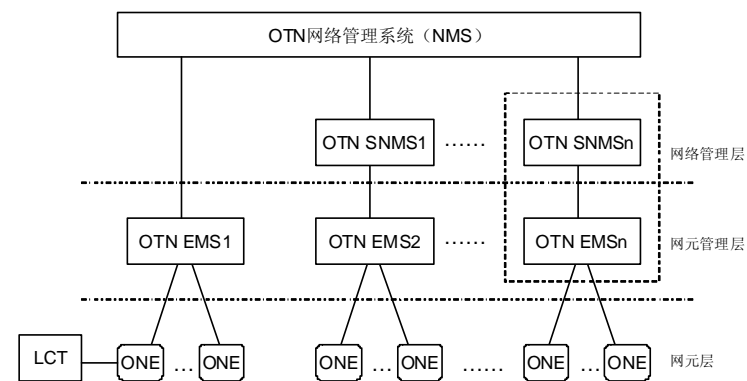 OTN网络管理系统（NMS）
OTN SNMS1 …… OTN SNMSn
网络管理层
OTN EMS1 OTN EMS2 …… OTN EMSn
网元管理层
LCT ONE … ONE ONE … ONE …… ONE … ONE
网元层